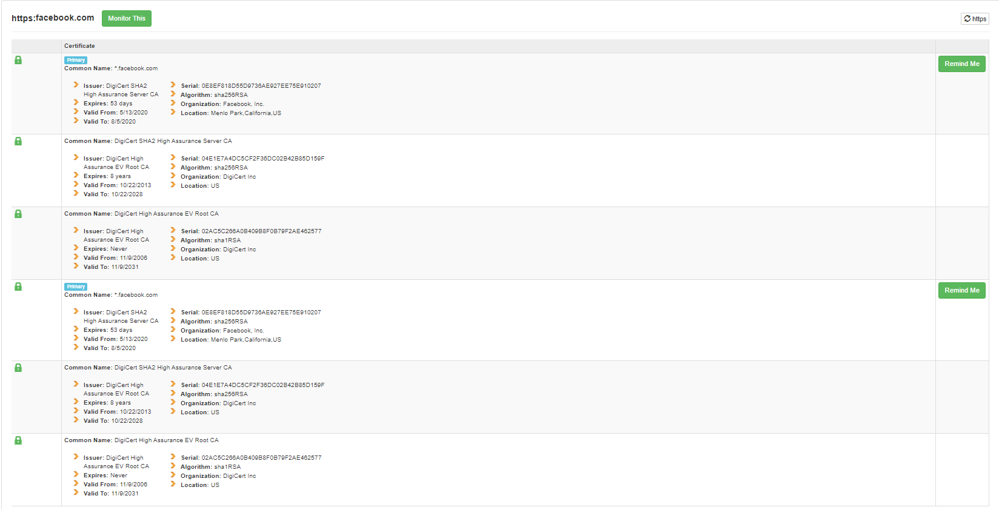 https:facebook.com
Monitor This
https
Certificate
Primary
Remind Me
Common Name: *.facebook.com
Issuer: DigiCert SHA2
High Assurance Server CA
Expires: 53 days
Valid From: 5/13/2020
Valid To: 8/5/2020
Serial: 0E8EF818D55D9736AE927EE75E910207
Algorithm: sha256RSA
Organization: Facebook, Inc.
Location: Menlo Park,California,US
Common Name: DigiCert SHA2 High Assurance Server CA
Issuer: DigiCert High
Assurance EV Root CA
Expires: 8 years
Valid From: 10/22/2013
Valid To: 10/22/2028
Serial: 04E1E7A4DC5CF2F36DC02B42B85D159F
Algorithm: sha256RSA
Organization: DigiCert Inc
Location: US
Common Name: DigiCert High Assurance EV Root CA
Issuer: DigiCert High
Assurance EV Root CA
Expires: Never
Valid From: 11/9/2006
Valid To: 11/9/2031
Serial: 02AC5C266A0B409B8F0B79F2AE462577
Algorithm: sha1RSA
Organization: DigiCert Inc
Location: US
Primary
Remind Me
Common Name: *.facebook.com
Issuer: DigiCert SHA2
High Assurance Server CA
Expires: 53 days
Valid From: 5/13/2020
Valid To: 8/5/2020
Serial: 0E8EF818D55D9736AE927EE75E910207
Algorithm: sha256RSA
Organization: Facebook, Inc.
Location: Menlo Park,California,US
Common Name: DigiCert SHA2 High Assurance Server CA
Issuer: DigiCert High
Assurance EV Root CA
Expires: 8 years
Valid From: 10/22/2013
Valid To: 10/22/2028
Serial: 04E1E7A4DC5CF2F36DC02B42B85D159F
Algorithm: sha256RSA
Organization: DigiCert Inc
Location: US
Common Name: DigiCert High Assurance EV Root CA
Issuer: DigiCert High
Assurance EV Root CA
Expires: Never
Valid From: 11/9/2006
Valid To: 11/9/2031
Serial: 02AC5C266A0B409B8F0B79F2AE462577
Algorithm: sha1RSA
Organization: DigiCert Inc
Location: US